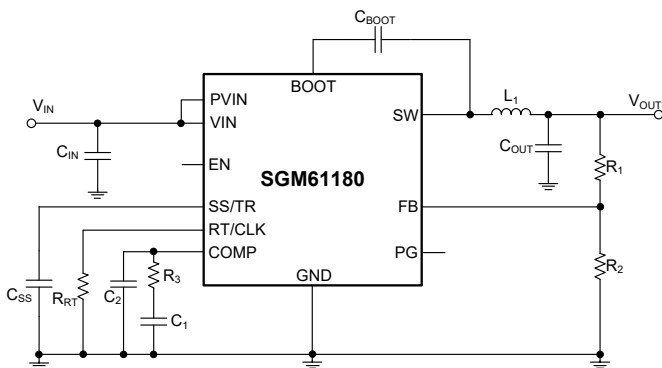 CBOOT
VIN
PVIN
BOOT
L1
VOUT
VIN
SW
CIN
COUT
R1
EN
SGM61180
SS/TR
FB
RT/CLK
COMP
PG
R3
GND
R2
CSS
RRT
C2
C1